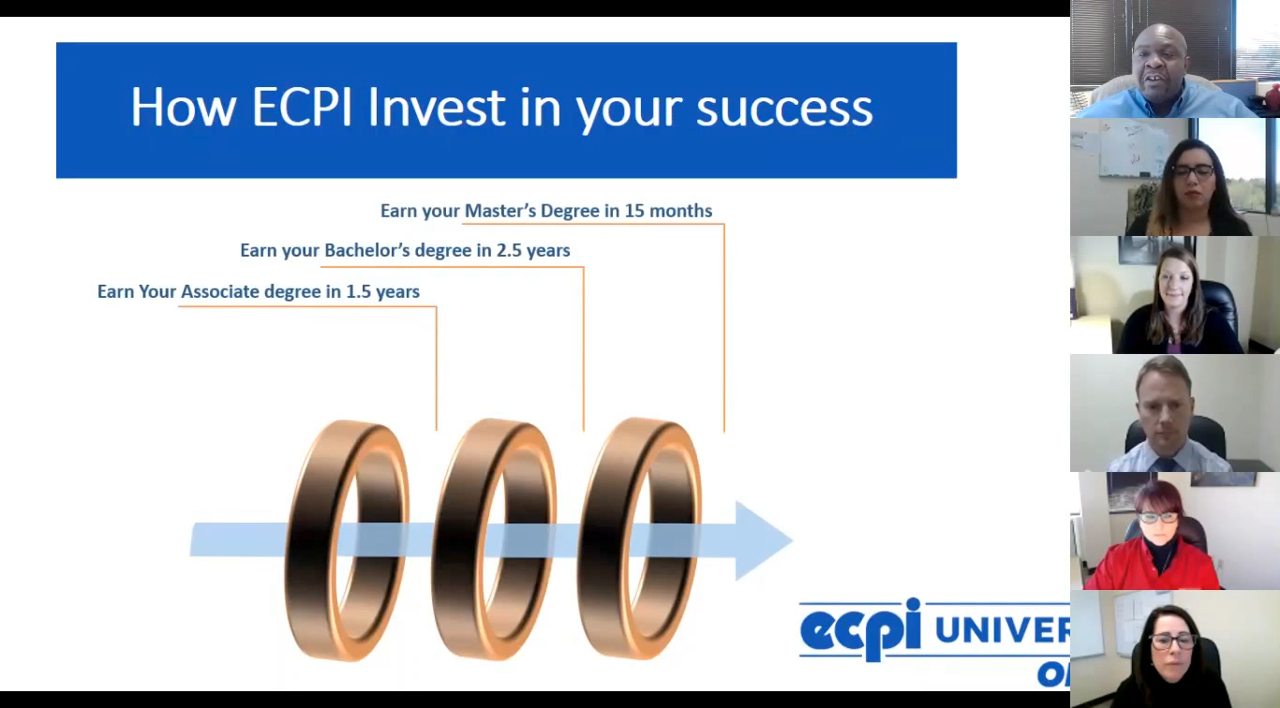 How ECPI Invest in your success
Earn your Master's Degree in 15 months
Earn your Bachelor's degree in 2.5 years
Earn Your Associate degree in 1.5 years
ecpi